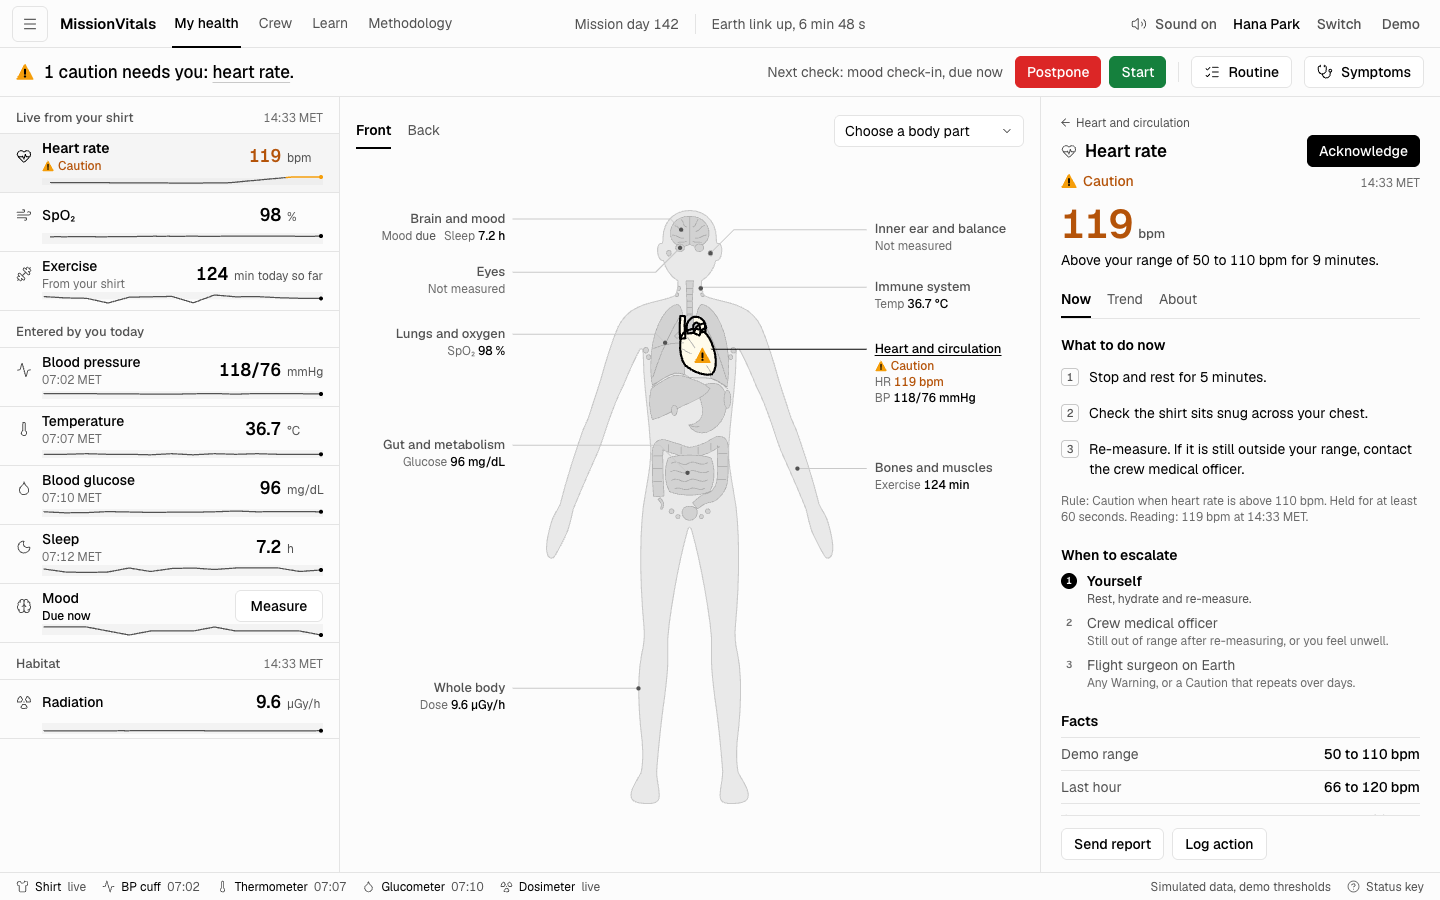 MissionVitals
My health
Crew
Learn
Methodology
Mission day 142
Earth link up, 6 min 48 s
Sound on
Hana Park
Switch
Demo
1 caution needs you: heart rate.
Next check: mood check-in, due now
Postpone
Start
Routine
Symptoms
Live from your shirt
14:33 MET
Heart rate
Caution
119 bpm
SpO₂
98 %
Exercise
From your shirt
124 min today so far
Entered by you today
Blood pressure
07:02 MET
118/76 mmHg
Temperature
07:07 MET
36.7 °C
Blood glucose
07:10 MET
96 mg/dL
Sleep
07:12 MET
7.2 h
Mood
Due now
Measure
Habitat
14:33 MET
Radiation
9.6 µGy/h
Front
Back
Choose a body part
Brain and mood
Mood due Sleep 7.2 h
Eyes
Not measured
Lungs and oxygen
SpO₂ 98 %
Gut and metabolism
Glucose 96 mg/dL
Whole body
Dose 9.6 µGy/h
Inner ear and balance
Not measured
Immune system
Temp 36.7 °C
Heart and circulation
Caution
HR 119 bpm
BP 118/76 mmHg
Bones and muscles
Exercise 124 min
Heart and circulation
Heart rate
Acknowledge
Caution
14:33 MET
119 bpm
Above your range of 50 to 110 bpm for 9 minutes.
Now
Trend
About
What to do now
1 Stop and rest for 5 minutes.
2 Check the shirt sits snug across your chest.
3 Re-measure. If it is still outside your range, contact
the crew medical officer.
Rule: Caution when heart rate is above 110 bpm. Held for at least
60 seconds. Reading: 119 bpm at 14:33 MET.
When to escalate
1 Yourself
Rest, hydrate and re-measure.
2 Crew medical officer
Still out of range after re-measuring, or you feel unwell.
3 Flight surgeon on Earth
Any Warning, or a Caution that repeats over days.
Facts
Demo range 50 to 110 bpm
Last hour 66 to 120 bpm
Send report
Log action
Shirt live
BP cuff 07:02
Thermometer 07:07
Glucometer 07:10
Dosimeter live
Simulated data, demo thresholds
Status key